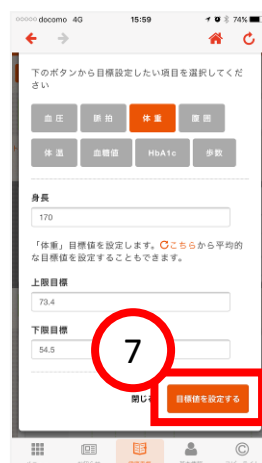 docomo 4G 15:59 74%
下のボタンから目標設定したい項目を選択してくだ
さい
血圧 脈拍 体重 腹囲
体温 血糖値 HbA1c 歩数
身長
170
「体重」目標値を設定します。こちらから平均的
な目標値を設定することもできます。
上限目標
73.4
下限目標
54.5
7
閉じ
目標値を設定する